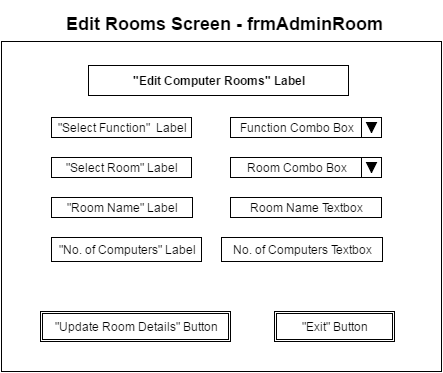 Edit Rooms Screen - frmAdminRoom
"Edit Computer Rooms" Label
"Select Function" Label Function Combo Box
"Select Room" Label Room Combo Box
"Room Name" Label Room Name Textbox
"No. of Computers" Label No. of Computers Textbox
"Update Room Details" Button "Exit" Button